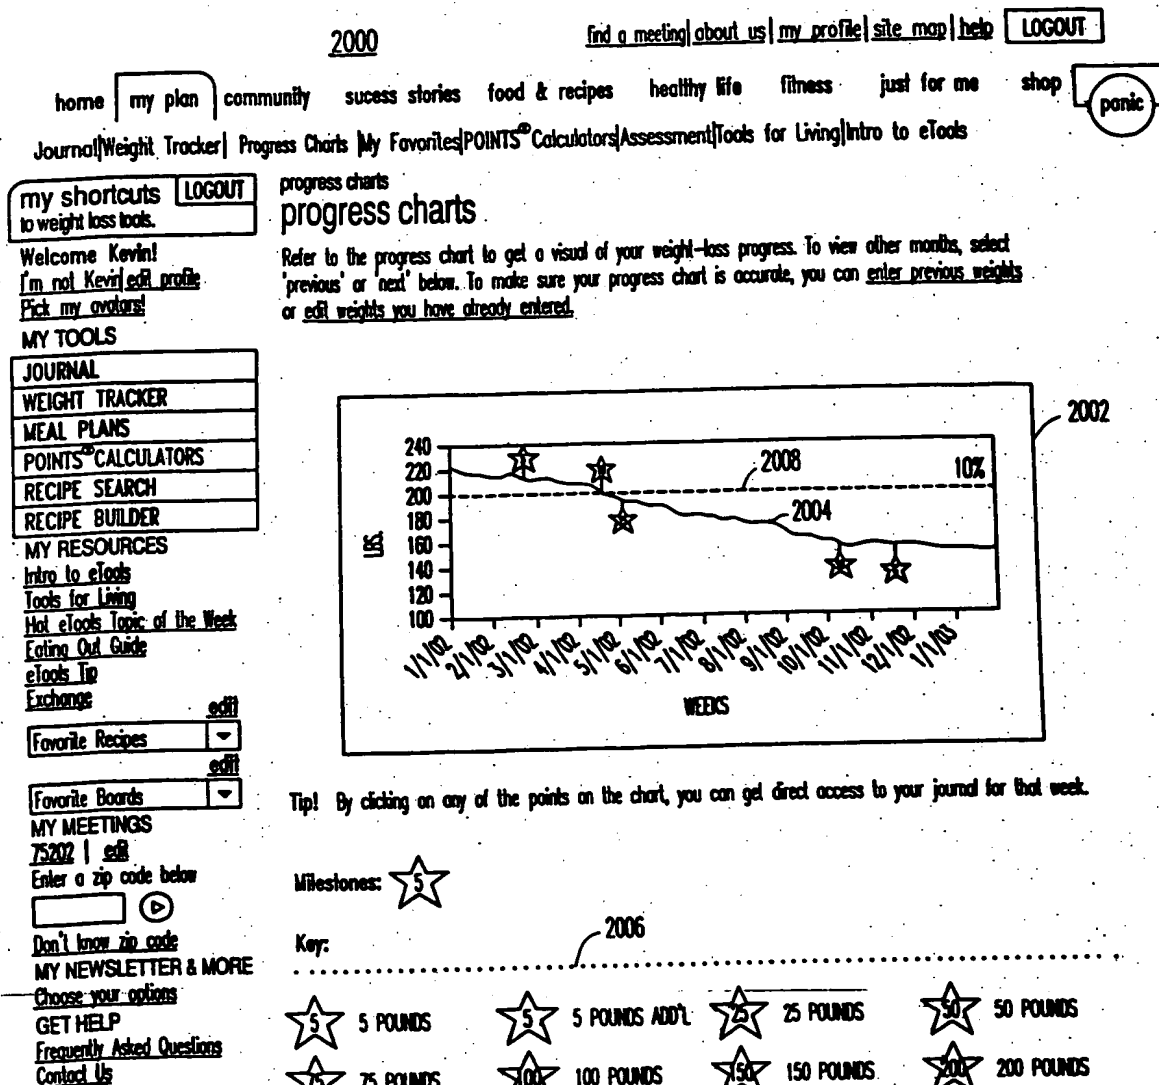 2000
find a meeting| about us | my profile| site map | help LOGOUT
home my plan community sucess stories food & recipes healthy life fitness just for me shop panic
Journal|Weight Tracker| Progress Charts |My Favorites|POINTS® Calculators|Assessment|Tools for Living|Intro to eTools
my shortcuts LOGOUT
to weight loss tools.
Welcome Kevin!
I'm not Kevin| edit profile
Pick my avatars!
MY TOOLS
JOURNAL
WEIGHT TRACKER
MEAL PLANS
POINTS® CALCULATORS
RECIPE SEARCH
RECIPE BUILDER
MY RESOURCES
Intro to eTools
Tools for Living
Hot eTools Topic of the Week
Eating Out Guide
eTools Tip
Exchange
edit
Favorite Recipes
edit
Favorite Boards
MY MEETINGS
75202 | edit
Enter a zip code below
Don't know zip code
MY NEWSLETTER & MORE
Choose your options
GET HELP
Frequently Asked Questions
Contact Us
progress charts
progress charts
Refer to the progress chart to get a visual of your weight-loss progress. To view other months, select
'previous' or 'next' below. To make sure your progress chart is accurate, you can enter previous weights
or edit weights you have already entered.
2002
240
220
200
180
160
140
120
100
LBS.
2008
10%
2004
1/1/02 2/1/02 3/1/02 4/1/02 5/1/02 6/1/02 7/1/02 8/1/02 9/1/02 10/1/02 11/1/02 12/1/02 1/1/03
WEEKS
Tip! By clicking on any of the points on the chart, you can get direct access to your journal for that week.
Milestones: 5
2006
Key:
5 5 POUNDS 5 5 POUNDS ADD'L 25 25 POUNDS 50 50 POUNDS
75 75 POUNDS 100 100 POUNDS 150 150 POUNDS 200 200 POUNDS